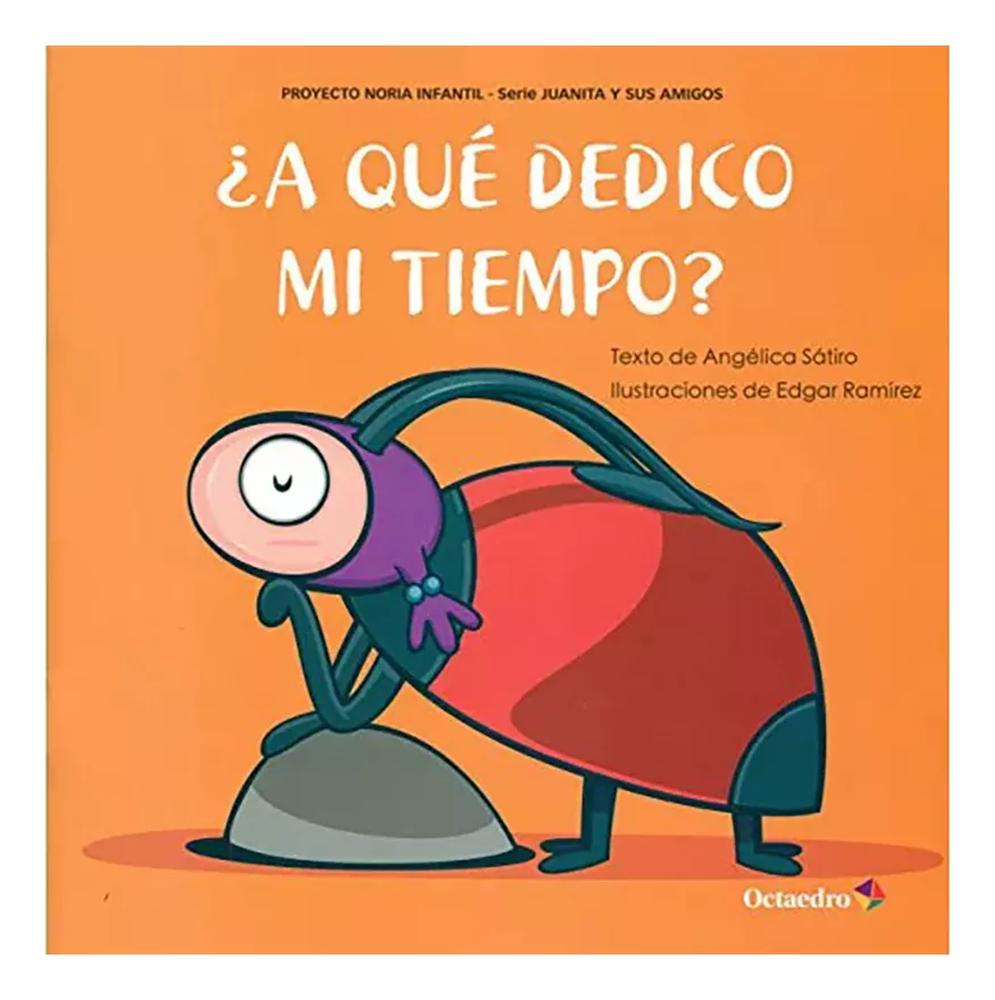 PROYECTO NORIA INFANTIL - Serie JUANITA Y SUS AMIGOS
¿A QUÉ DEDICO
MI TIEMPO?
Texto de Angélica Sátiro
Ilustraciones de Edgar Ramírez
Octaedro